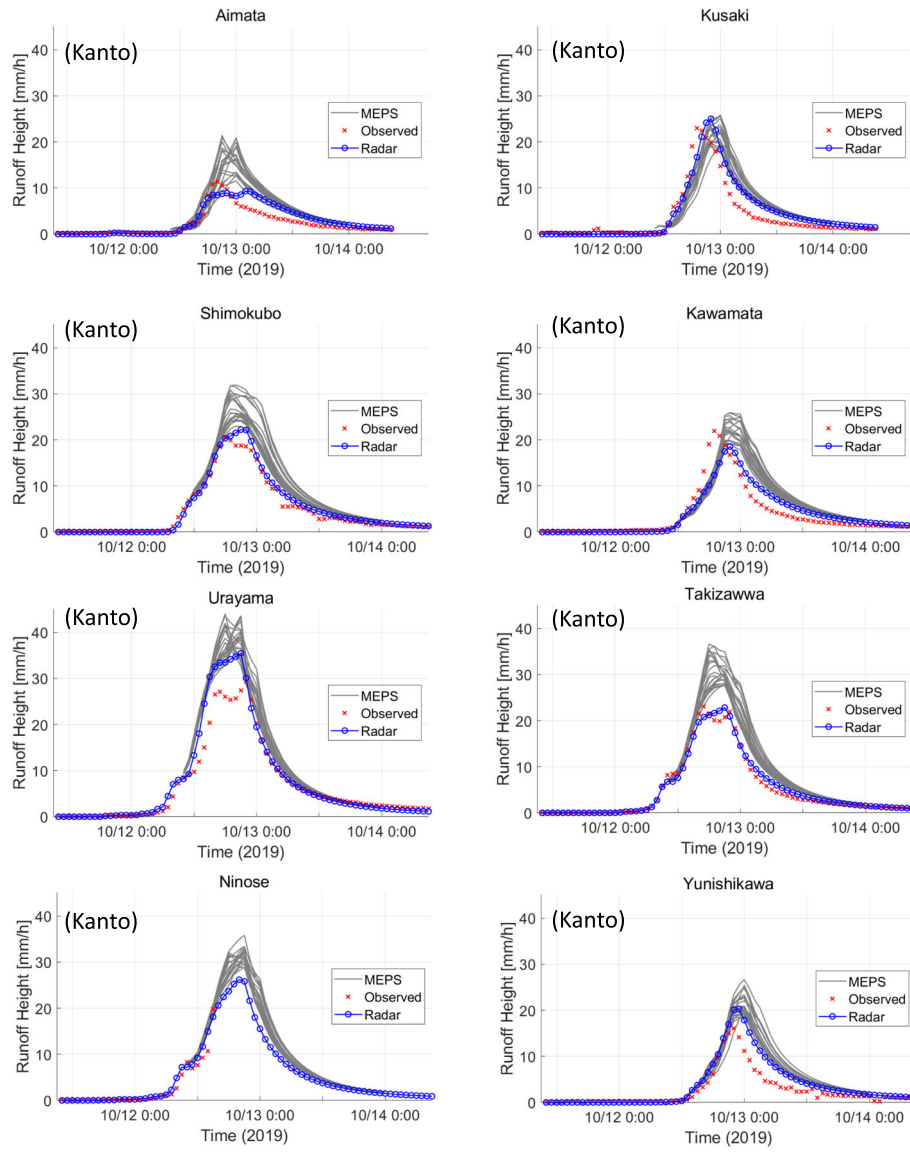 Aimata
(Kanto)
Runoff Height [mm/h]
40
30
20
10
0
MEPS
Observed
Radar
10/12 0:00
10/13 0:00
10/14 0:00
Time (2019)
Kusaki
(Kanto)
Runoff Height [mm/h]
40
30
20
10
0
MEPS
Observed
Radar
10/12 0:00
10/13 0:00
10/14 0:00
Time (2019)
Shimokubo
(Kanto)
Runoff Height [mm/h]
40
30
20
10
0
MEPS
Observed
Radar
10/12 0:00
10/13 0:00
10/14 0:00
Time (2019)
Kawamata
(Kanto)
Runoff Height [mm/h]
40
30
20
10
0
MEPS
Observed
Radar
10/12 0:00
10/13 0:00
10/14 0:00
Time (2019)
Urayama
(Kanto)
Runoff Height [mm/h]
40
30
20
10
0
MEPS
Observed
Radar
10/12 0:00
10/13 0:00
10/14 0:00
Time (2019)
Takizawwa
(Kanto)
Runoff Height [mm/h]
40
30
20
10
0
MEPS
Observed
Radar
10/12 0:00
10/13 0:00
10/14 0:00
Time (2019)
Ninose
(Kanto)
Runoff Height [mm/h]
40
30
20
10
0
MEPS
Observed
Radar
10/12 0:00
10/13 0:00
10/14 0:00
Time (2019)
Yunishikawa
(Kanto)
Runoff Height [mm/h]
40
30
20
10
0
MEPS
Observed
Radar
10/12 0:00
10/13 0:00
10/14 0:00
Time (2019)